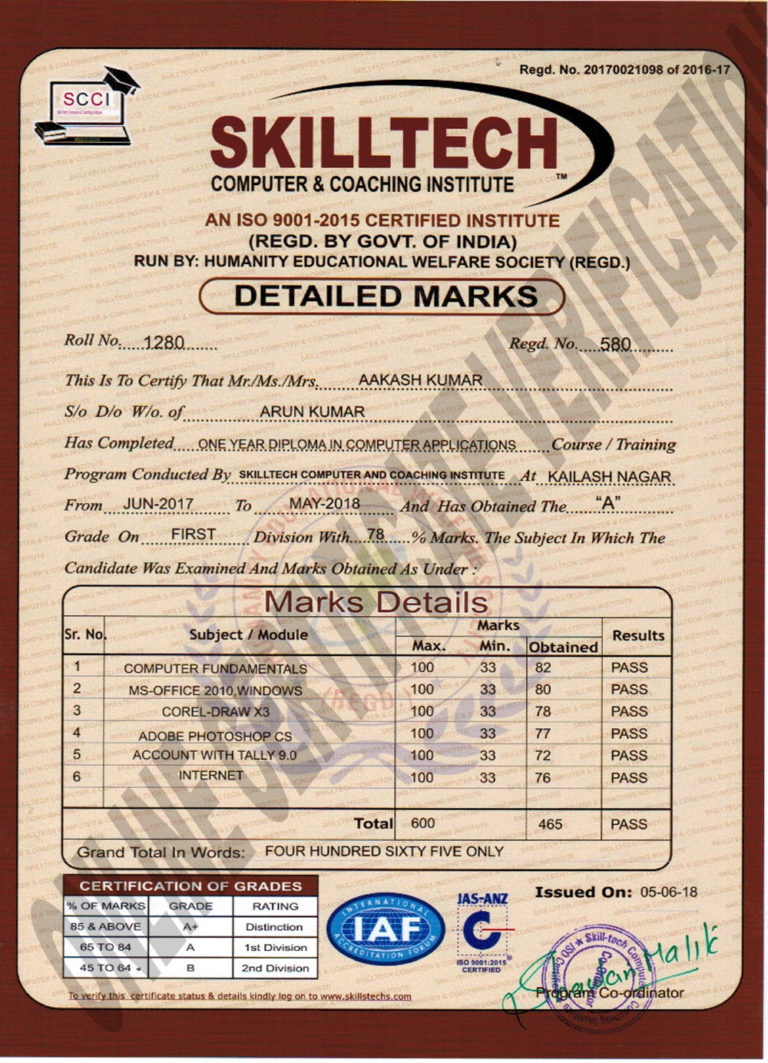 Regd. No. 20170021098 of 2016-17
SCCI
SKILLTECH
COMPUTER & COACHING INSTITUTE ™
AN ISO 9001-2015 CERTIFIED INSTITUTE
(REGD. BY GOVT. OF INDIA)
RUN BY: HUMANITY EDUCATIONAL WELFARE SOCIETY (REGD.)
DETAILED MARKS
Roll No. 1280 Regd. No. 580
This Is To Certify That Mr./Ms./Mrs. AAKASH KUMAR
S/o D/o W/o. of ARUN KUMAR
Has Completed ONE YEAR DIPLOMA IN COMPUTER APPLICATIONS Course / Training
Program Conducted By SKILLTECH COMPUTER AND COACHING INSTITUTE At KAILASH NAGAR
From JUN-2017 To MAY-2018 And Has Obtained The "A"
Grade On FIRST Division With 78 % Marks. The Subject In Which The
Candidate Was Examined And Marks Obtained As Under :
Marks Details
Sr. No. Subject / Module Marks Results
Max. Min. Obtained
1 COMPUTER FUNDAMENTALS 100 33 82 PASS
2 MS-OFFICE 2010,WINDOWS 100 33 80 PASS
3 COREL-DRAW X3 100 33 78 PASS
4 ADOBE PHOTOSHOP CS 100 33 77 PASS
5 ACCOUNT WITH TALLY 9.0 100 33 72 PASS
6 INTERNET 100 33 76 PASS
Total 600 465 PASS
Grand Total In Words: FOUR HUNDRED SIXTY FIVE ONLY
CERTIFICATION OF GRADES
% OF MARKS GRADE RATING
85 & ABOVE A+ Distinction
65 TO 84 A 1st Division
45 TO 64 B 2nd Division
To verify this certificate status & details kindly log on to www.skillstechs.com
INTERNATIONAL
IAF
ACCREDITATION FORUM
JAS-ANZ
ISO 9001:2015
CERTIFIED
Issued On: 05-06-18
Malik
Skill-tech Computer
Co-ordinator
Program Co-ordinator
ONLINE CERTIFICATE VERIFICATION